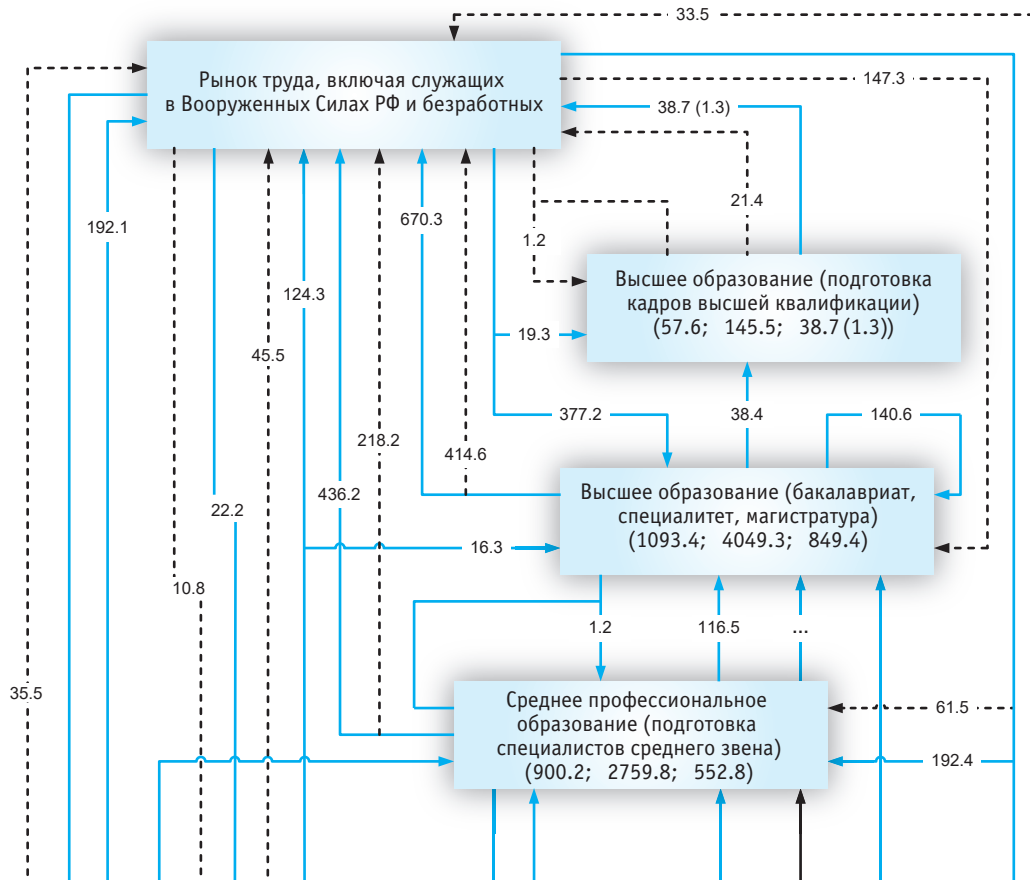 33.5
Рынок труда, включая служащих
в Вооруженных Силах РФ и безработных
147.3
38.7 (1.3)
21.4
192.1
670.3
1.2
Высшее образование (подготовка
кадров высшей квалификации)
(57.6; 145.5; 38.7 (1.3))
124.3
19.3
45.5
377.2
38.4
140.6
218.2
414.6
Высшее образование (бакалавриат,
специалитет, магистратура)
(1093.4; 4049.3; 849.4)
436.2
22.2
16.3
10.8
1.2
116.5
...
35.5
Среднее профессиональное
образование (подготовка
специалистов среднего звена)
(900.2; 2759.8; 552.8)
61.5
192.4